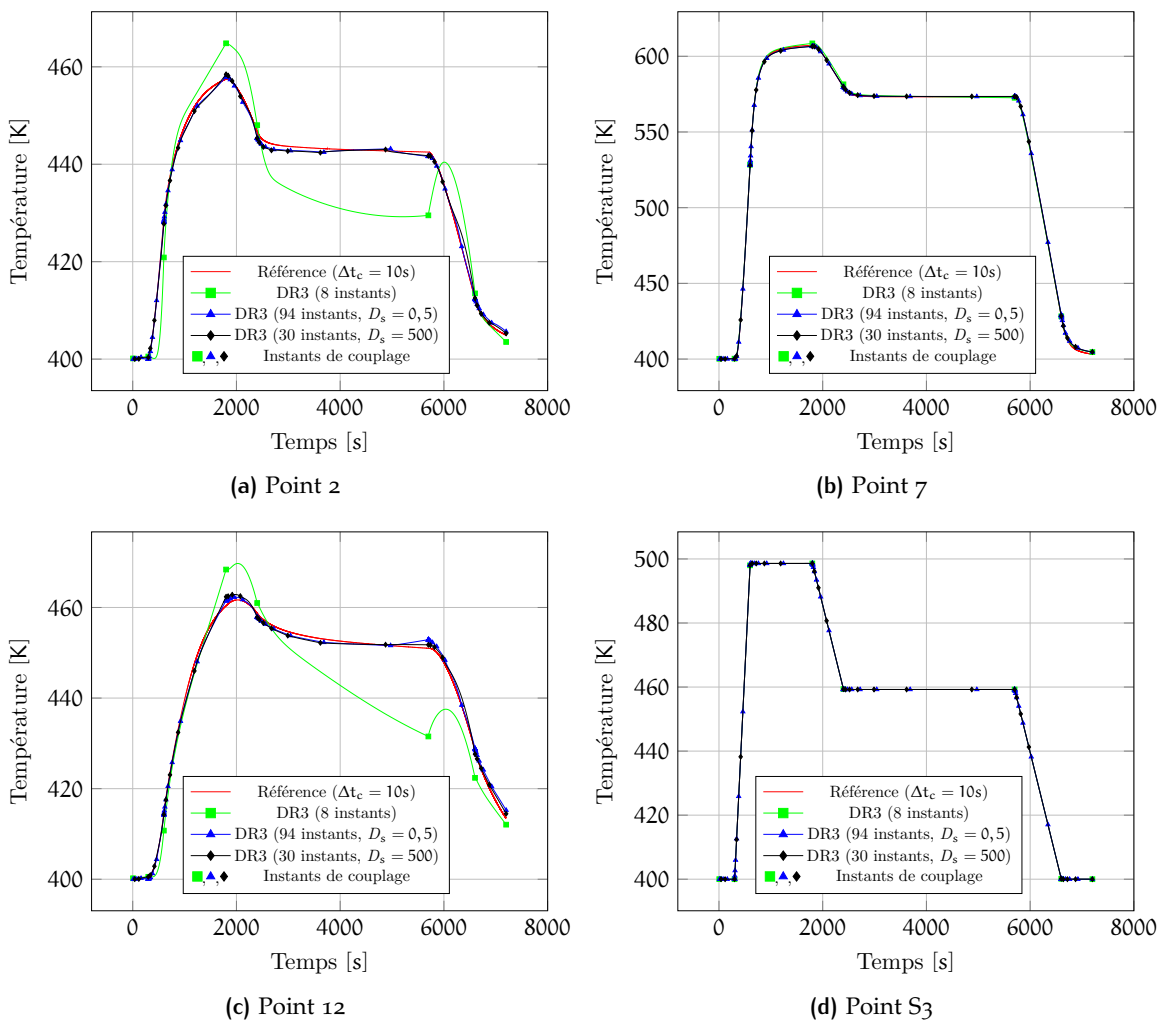 460
440
420
400
0
2000
4000
6000
8000
Temps [s]
Température [K]
Référence (Δt_c = 10s)
DR3 (8 instants)
DR3 (94 instants, D_s = 0,5)
DR3 (30 instants, D_s = 500)
, , Instants de couplage
(a) Point 2
600
550
500
450
400
0
2000
4000
6000
8000
Temps [s]
Température [K]
Référence (Δt_c = 10s)
DR3 (8 instants)
DR3 (94 instants, D_s = 0,5)
DR3 (30 instants, D_s = 500)
, , Instants de couplage
(b) Point 7
460
440
420
400
0
2000
4000
6000
8000
Temps [s]
Température [K]
Référence (Δt_c = 10s)
DR3 (8 instants)
DR3 (94 instants, D_s = 0,5)
DR3 (30 instants, D_s = 500)
, , Instants de couplage
(c) Point 12
500
480
460
440
420
400
0
2000
4000
6000
8000
Temps [s]
Température [K]
Référence (Δt_c = 10s)
DR3 (8 instants)
DR3 (94 instants, D_s = 0,5)
DR3 (30 instants, D_s = 500)
, , Instants de couplage
(d) Point S3